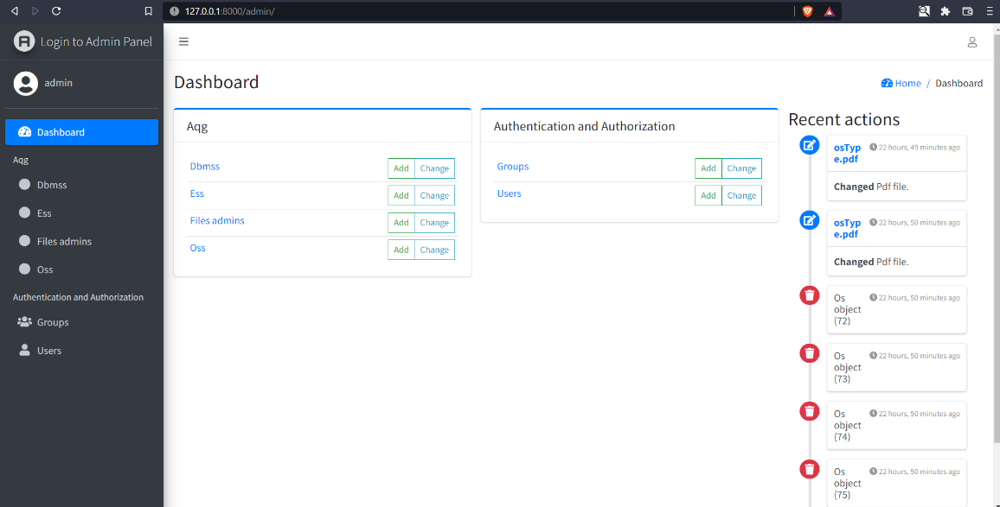 127.0.0.1:8000/admin/
Login to Admin Panel
admin
Dashboard
Aqg
Dbmss
Ess
Files admins
Oss
Authentication and Authorization
Groups
Users
Dashboard
Home / Dashboard
Aqg
Dbmss Add Change
Ess Add Change
Files admins Add Change
Oss Add Change
Authentication and Authorization
Groups Add Change
Users Add Change
Recent actions
osTyp 22 hours, 49 minutes ago
e.pdf
Changed Pdf file.
osTyp 22 hours, 50 minutes ago
e.pdf
Changed Pdf file.
Os 22 hours, 50 minutes ago
object
(72)
Os 22 hours, 50 minutes ago
object
(73)
Os 22 hours, 50 minutes ago
object
(74)
Os 22 hours, 50 minutes ago
object
(75)